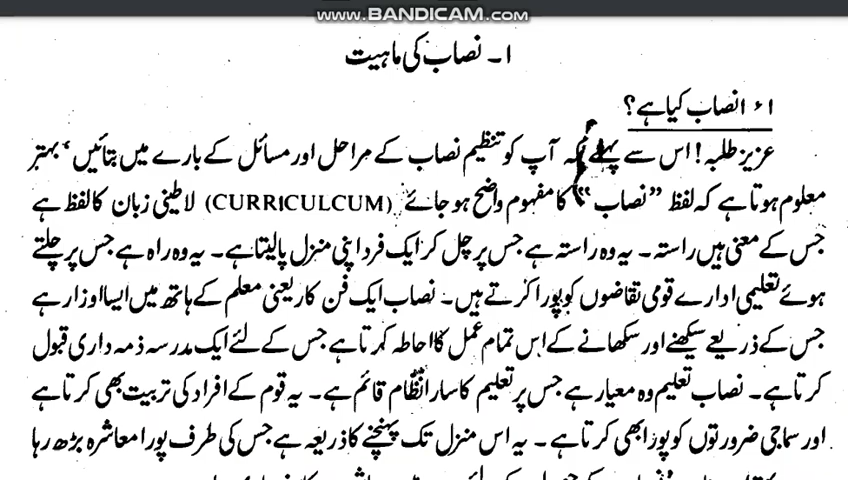 www.BANDICAM.com
۱۔ نصاب کی ماہیت
۱ء۱ نصاب کیا ہے؟
عزیز طلبہ! اس سے پہلے کہ آپ کو تنظیم نصاب کے مراحل اور مسائل کے بارے میں بتائیں، بہتر
معلوم ہوتا ہے کہ لفظ ”نصاب“ کا مفہوم واضح ہو جائے (CURRICULCUM) لاطینی زبان کا لفظ ہے
جس کے معنی ہیں راستہ۔ یہ وہ راستہ ہے جس پر چل کر ایک فرد اپنی منزل پالیتا ہے۔ یہ وہ راہ ہے جس پر چلتے
ہوئے تعلیمی ادارے قومی تقاضوں کو پورا کرتے ہیں۔ نصاب ایک فن کار یعنی معلم کے ہاتھ میں ایسا اوزار ہے
جس کے ذریعے سیکھنے اور سکھانے کے اس تمام عمل کا احاطہ کرتا ہے جس کے لئے ایک مدرسہ ذمہ داری قبول
کرتا ہے۔ نصاب تعلیم وہ معیار ہے جس پر تعلیم کا سارا نظام قائم ہے۔ یہ قوم کے افراد کی تربیت بھی کرتا ہے
اور سماجی ضرورتوں کو پورا بھی کرتا ہے۔ یہ اس منزل تک پہنچنے کا ذریعہ ہے جس کی طرف پورا معاشرہ بڑھ رہا